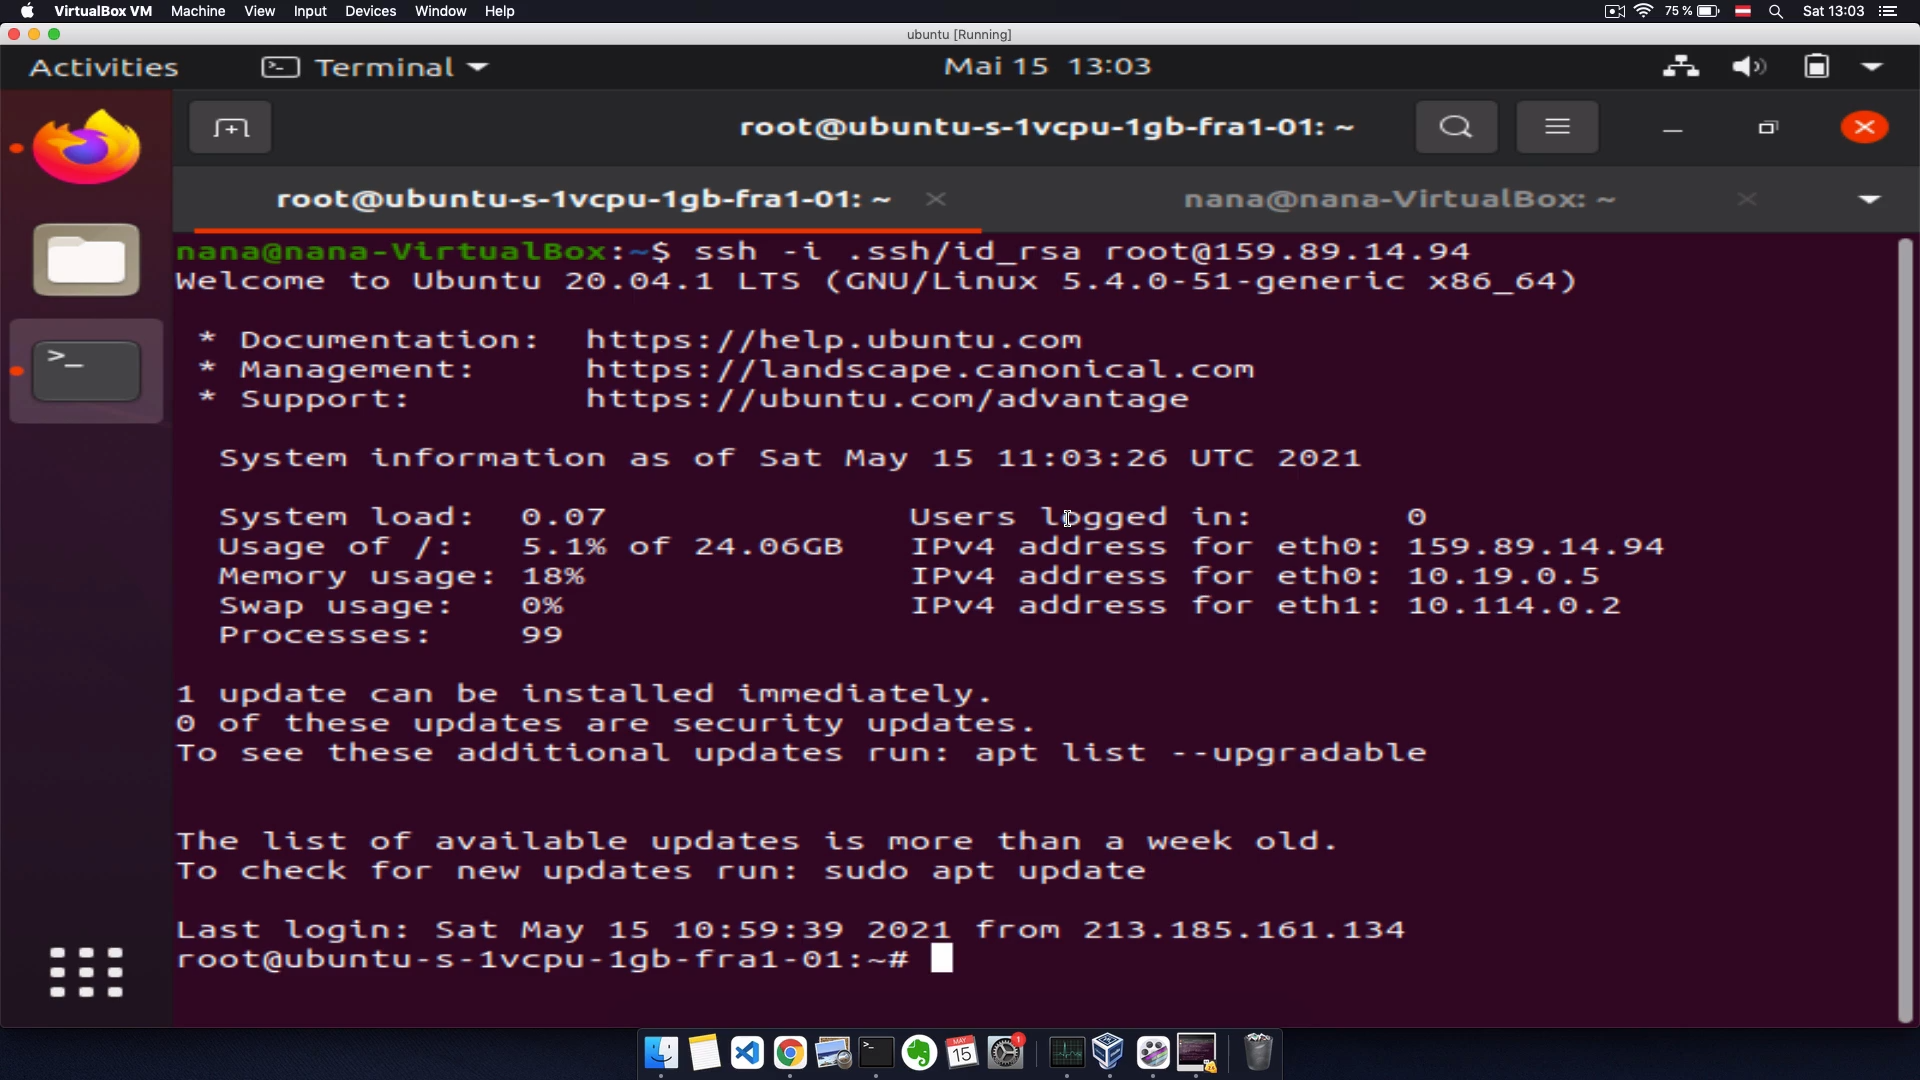 VirtualBox VM Machine View Input Devices Window Help 75 % Sat 13:03
ubuntu [Running]
Activities Terminal Mai 15 13:03
root@ubuntu-s-1vcpu-1gb-fra1-01: ~
root@ubuntu-s-1vcpu-1gb-fra1-01: ~ nana@nana-VirtualBox: ~
nana@nana-VirtualBox:~$ ssh -i .ssh/id_rsa root@159.89.14.94
Welcome to Ubuntu 20.04.1 LTS (GNU/Linux 5.4.0-51-generic x86_64)
* Documentation: https://help.ubuntu.com
* Management: https://landscape.canonical.com
* Support: https://ubuntu.com/advantage
System information as of Sat May 15 11:03:26 UTC 2021
System load: 0.07 Users logged in: 0
Usage of /: 5.1% of 24.06GB IPv4 address for eth0: 159.89.14.94
Memory usage: 18% IPv4 address for eth0: 10.19.0.5
Swap usage: 0% IPv4 address for eth1: 10.114.0.2
Processes: 99
1 update can be installed immediately.
0 of these updates are security updates.
To see these additional updates run: apt list --upgradable
The list of available updates is more than a week old.
To check for new updates run: sudo apt update
Last login: Sat May 15 10:59:39 2021 from 213.185.161.134
root@ubuntu-s-1vcpu-1gb-fra1-01:~#
MAY
15
1